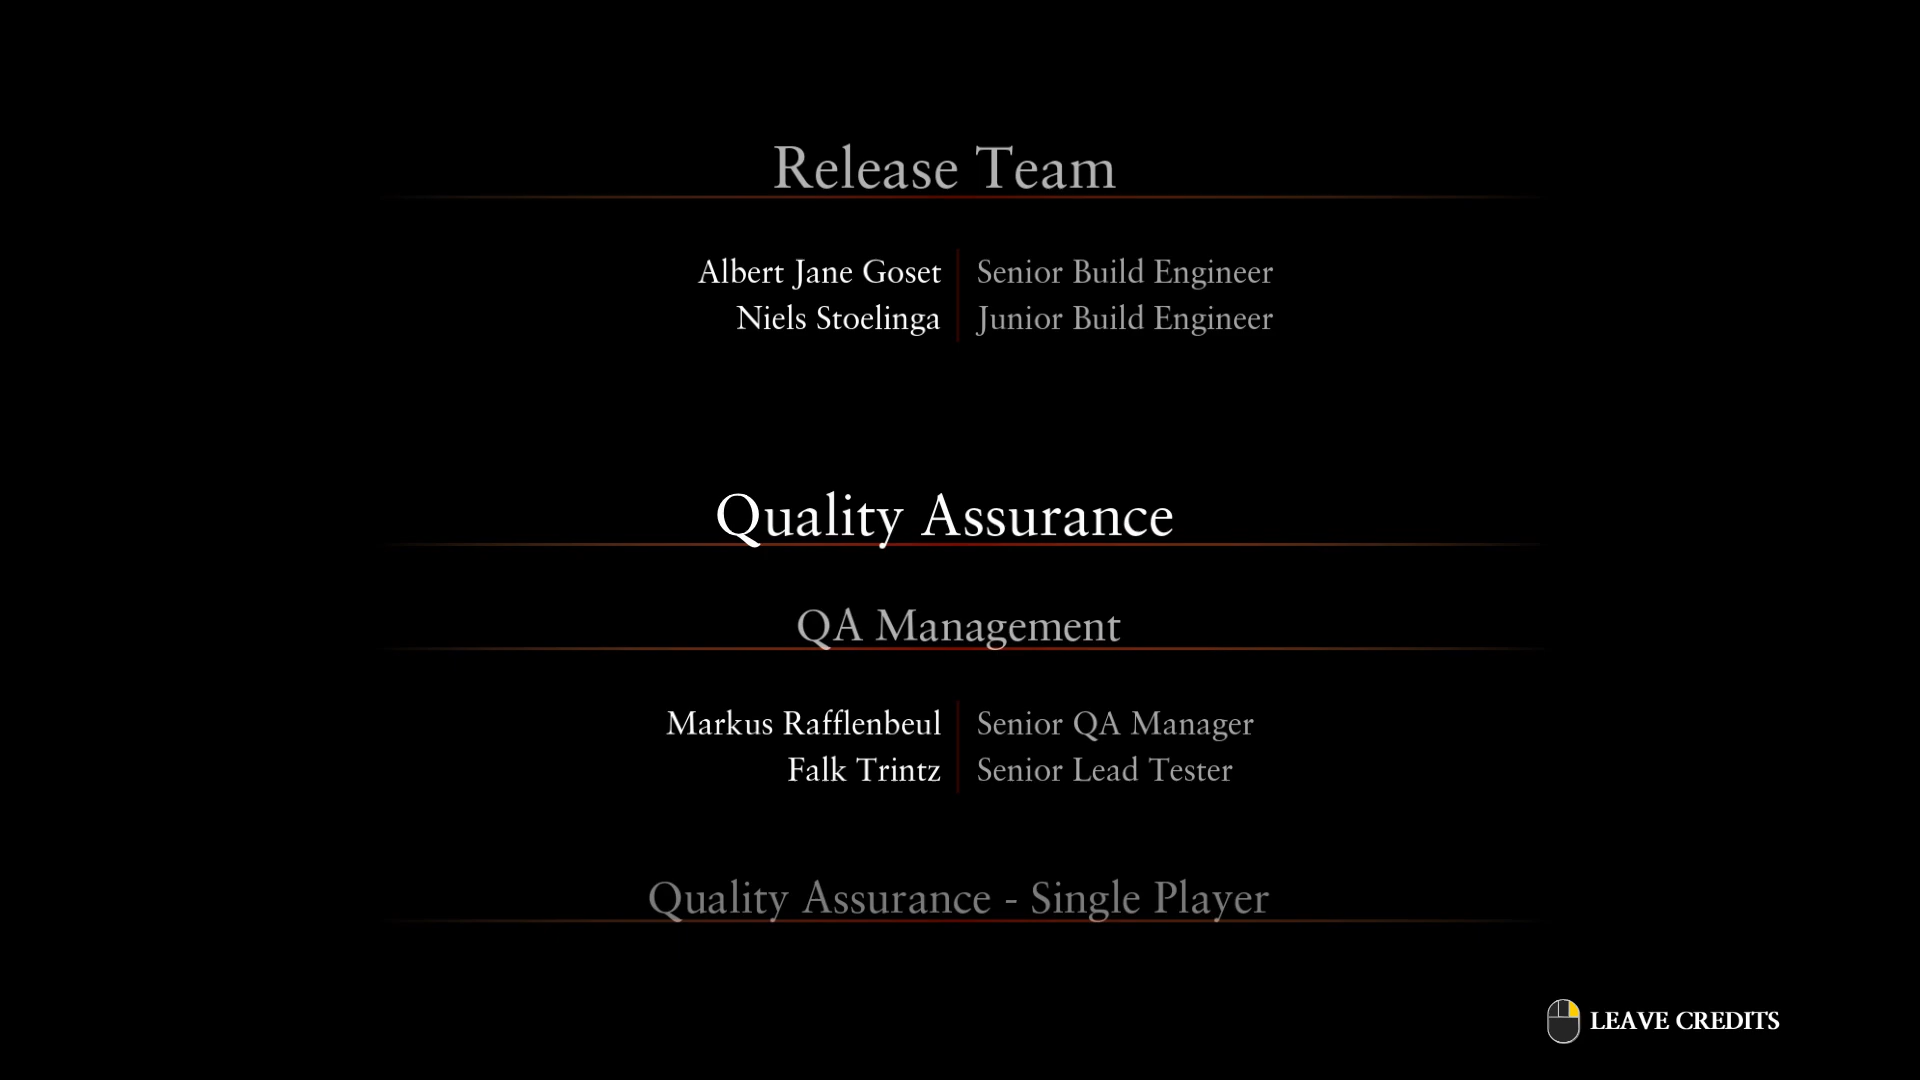 Release Team
Albert Jane Goset Senior Build Engineer
Niels Stoelinga Junior Build Engineer
Quality Assurance
QA Management
Markus Rafflenbeul Senior QA Manager
Falk Trintz Senior Lead Tester
Quality Assurance - Single Player
LEAVE CREDITS